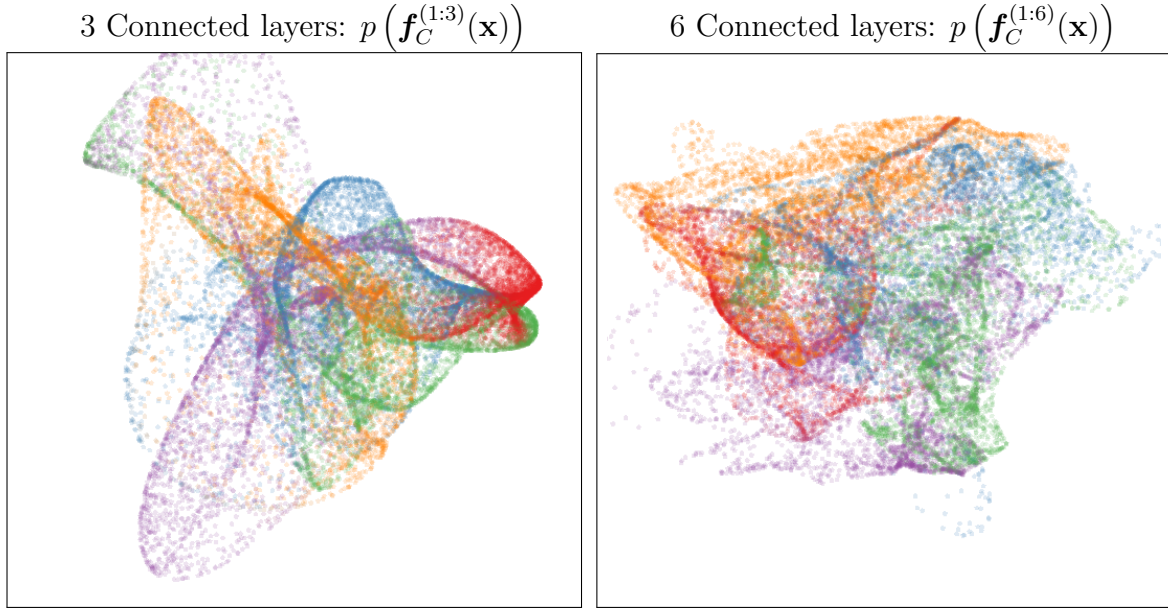 3 Connected layers: p(f_C^{(1:3)}(x))
6 Connected layers: p(f_C^{(1:6)}(x))